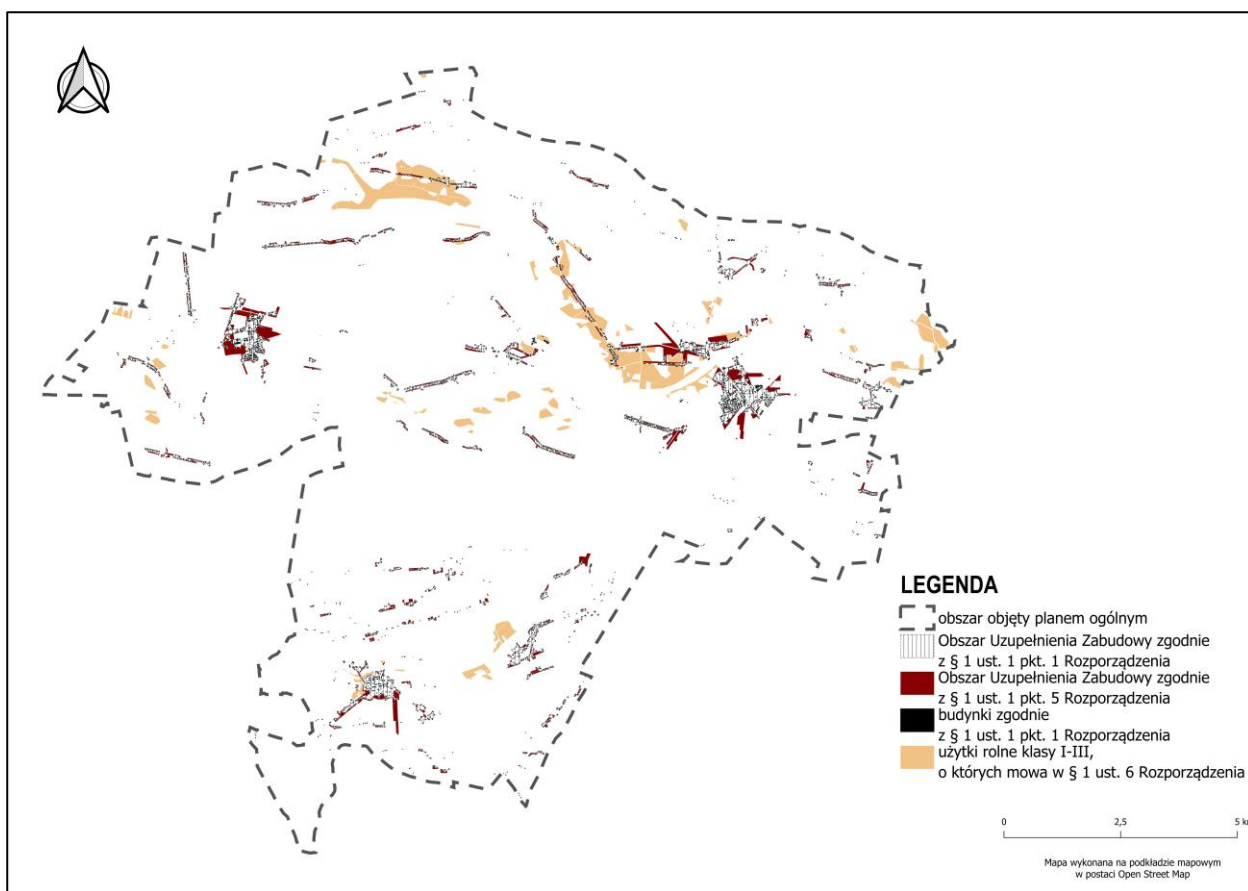 LEGENDA
obszar objęty planem ogólnym
Obszar Uzupełnienia Zabudowy zgodnie
z § 1 ust. 1 pkt. 1 Rozporządzenia
Obszar Uzupełnienia Zabudowy zgodnie
z § 1 ust. 1 pkt. 5 Rozporządzenia
budynki zgodnie
z § 1 ust. 1 pkt. 1 Rozporządzenia
użytki rolne klasy I-III,
o których mowa w § 1 ust. 6 Rozporządzenia
0 2,5 5 km
Mapa wykonana na podkładzie mapowym
w postaci Open Street Map